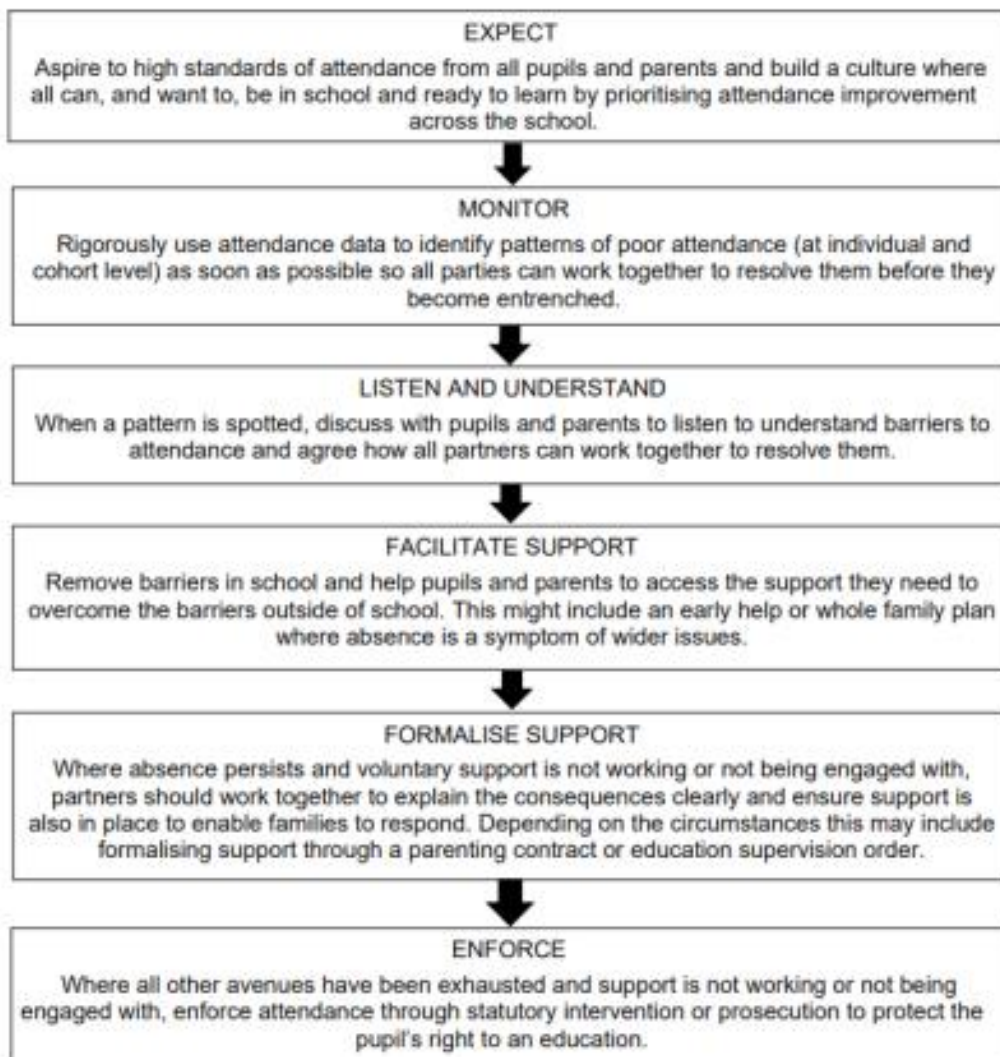 EXPECT
Aspire to high standards of attendance from all pupils and parents and build a culture where
all can, and want to, be in school and ready to learn by prioritising attendance improvement
across the school.
MONITOR
Rigorously use attendance data to identify patterns of poor attendance (at individual and
cohort level) as soon as possible so all parties can work together to resolve them before they
become entrenched.
LISTEN AND UNDERSTAND
When a pattern is spotted, discuss with pupils and parents to listen to understand barriers to
attendance and agree how all partners can work together to resolve them.
FACILITATE SUPPORT
Remove barriers in school and help pupils and parents to access the support they need to
overcome the barriers outside of school. This might include an early help or whole family plan
where absence is a symptom of wider issues.
FORMALISE SUPPORT
Where absence persists and voluntary support is not working or not being engaged with,
partners should work together to explain the consequences clearly and ensure support is
also in place to enable families to respond. Depending on the circumstances this may include
formalising support through a parenting contract or education supervision order.
ENFORCE
Where all other avenues have been exhausted and support is not working or not being
engaged with, enforce attendance through statutory intervention or prosecution to protect the
pupil's right to an education.